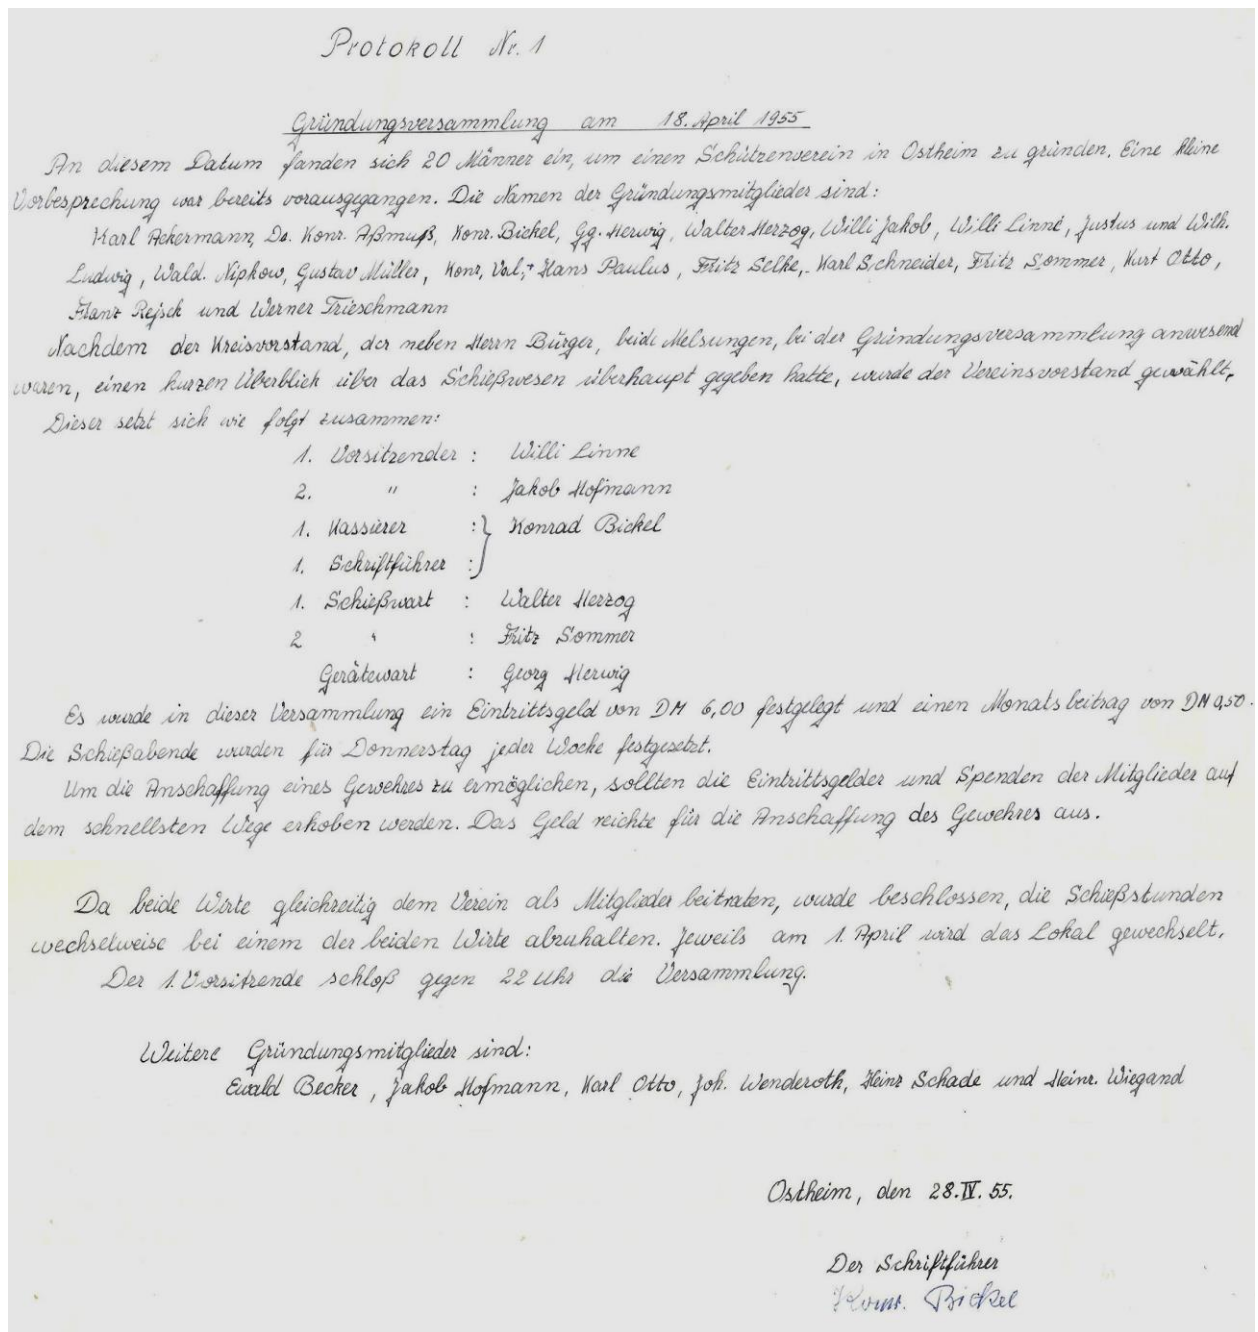 Protokoll Nr. 1
Gründungsversammlung am 18. April 1955
An diesem Datum fanden sich 20 Männer ein, um einen Schützenverein in Ostheim zu gründen. Eine kleine
Vorbesprechung war bereits vorausgegangen. Die Namen der Gründungsmitglieder sind:
Karl Ackermann, Dr. Konr. Aßmuß, Konr. Bickel, Gg. Herwig, Walter Herzog, Willi Jakob, Willi Linne, Justus und Wilh.
Ludwig, Wald. Nipkow, Gustav Müller, Konr., Val., + Hans Paulus, Fritz Selke, Karl Schneider, Fritz Sommer, Kurt Otto,
Franz Rejsek und Werner Trieschmann
Nachdem der Kreisvorstand, der neben Herrn Bürger, beide Melsungen, bei der Gründungsversammlung anwesend
waren, einen kurzen Überblick über das Schießwesen überhaupt gegeben hatte, wurde der Vereinsvorstand gewählt.
Dieser setzt sich wie folgt zusammen:
1. Vorsitzender : Willi Linne
2. " : Jakob Hofmann
1. Kassierer :} Konrad Bickel
1. Schriftführer :
1. Schießwart : Walter Herzog
2 " : Fritz Sommer
Gerätewart : Georg Herwig
Es wurde in dieser Versammlung ein Eintrittsgeld von DM 6,00 festgelegt und einen Monatsbeitrag von DM 0,50.
Die Schießabende wurden für Donnerstag jeder Woche festgesetzt.
Um die Anschaffung eines Gewehres zu ermöglichen, sollten die Eintrittsgelder und Spenden der Mitglieder auf
dem schnellsten Wege erhoben werden. Das Geld reichte für die Anschaffung des Gewehres aus.
Da beide Wirte gleichzeitig dem Verein als Mitglieder beitraten, wurde beschlossen, die Schießstunden
wechselweise bei einem der beiden Wirte abzuhalten. Jeweils am 1. April wird das Lokal gewechselt.
Der 1. Vorsitzende schloß gegen 22 Uhr die Versammlung.
Weitere Gründungsmitglieder sind:
Ewald Becker, Jakob Hofmann, Karl Otto, Joh. Wenderoth, Heinz Schade und Heinr. Wiegand
Ostheim, den 28.IV.55.
Der Schriftführer
Konr. Bickel